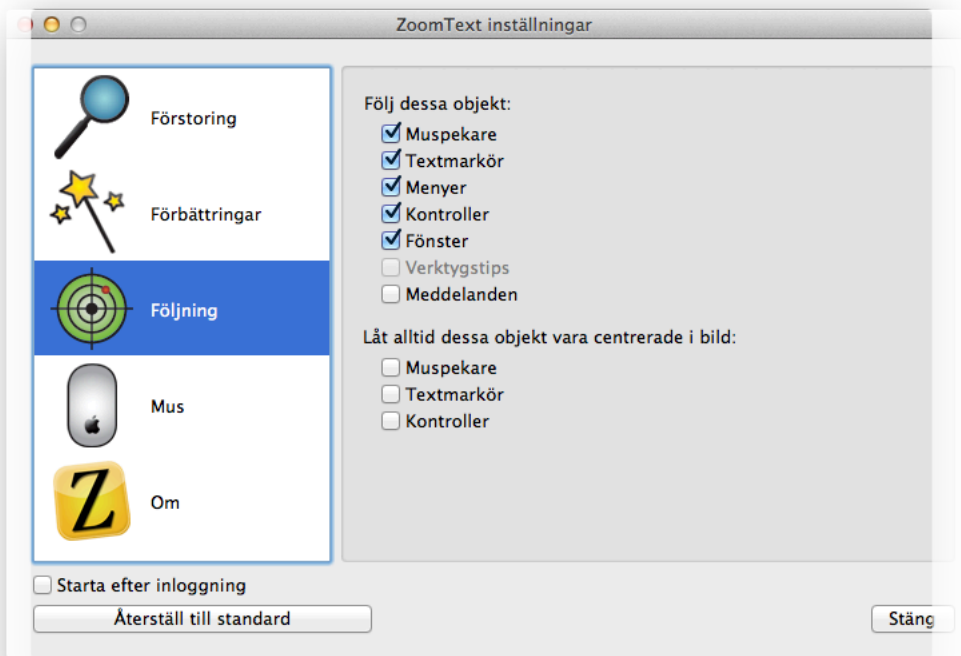 ZoomText inställningar
Förstoring
Förbättringar
Följning
Mus
Z
Om
Följ dessa objekt:
Muspekare
Textmarkör
Menyer
Kontroller
Fönster
Verktygstips
Meddelanden
Låt alltid dessa objekt vara centrerade i bild:
Muspekare
Textmarkör
Kontroller
Starta efter inloggning
Återställ till standard
Stäng